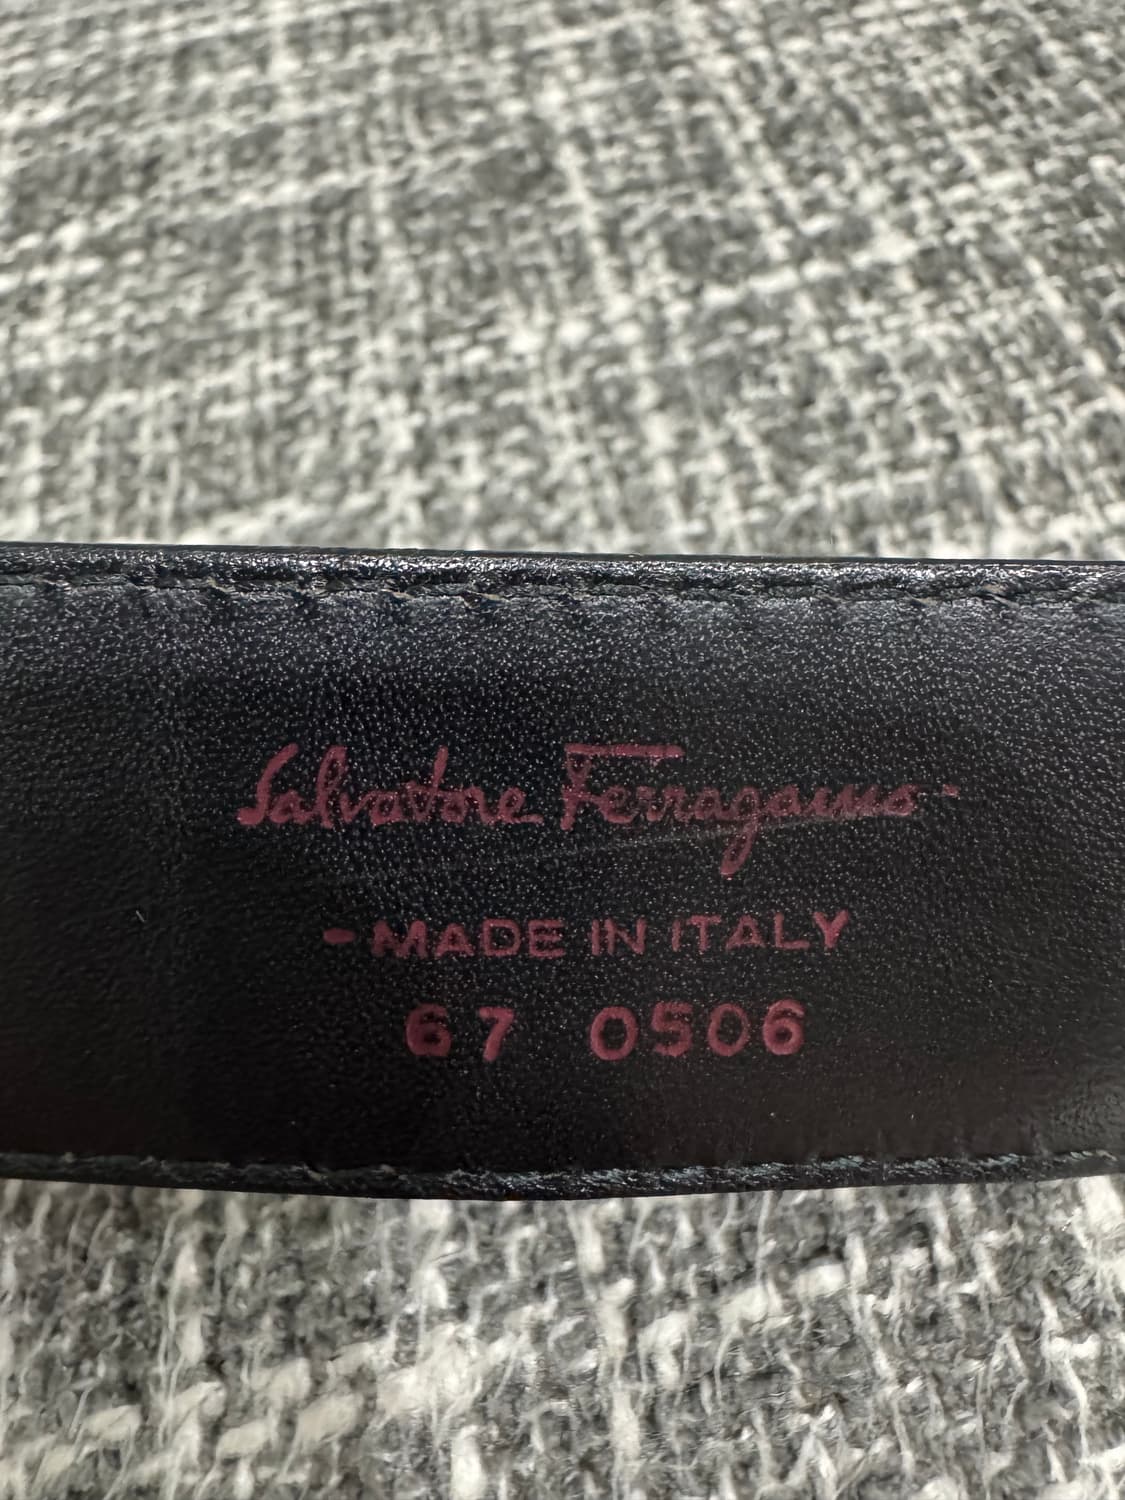 Salvatore Ferragamo
MADE IN ITALY
67 0506